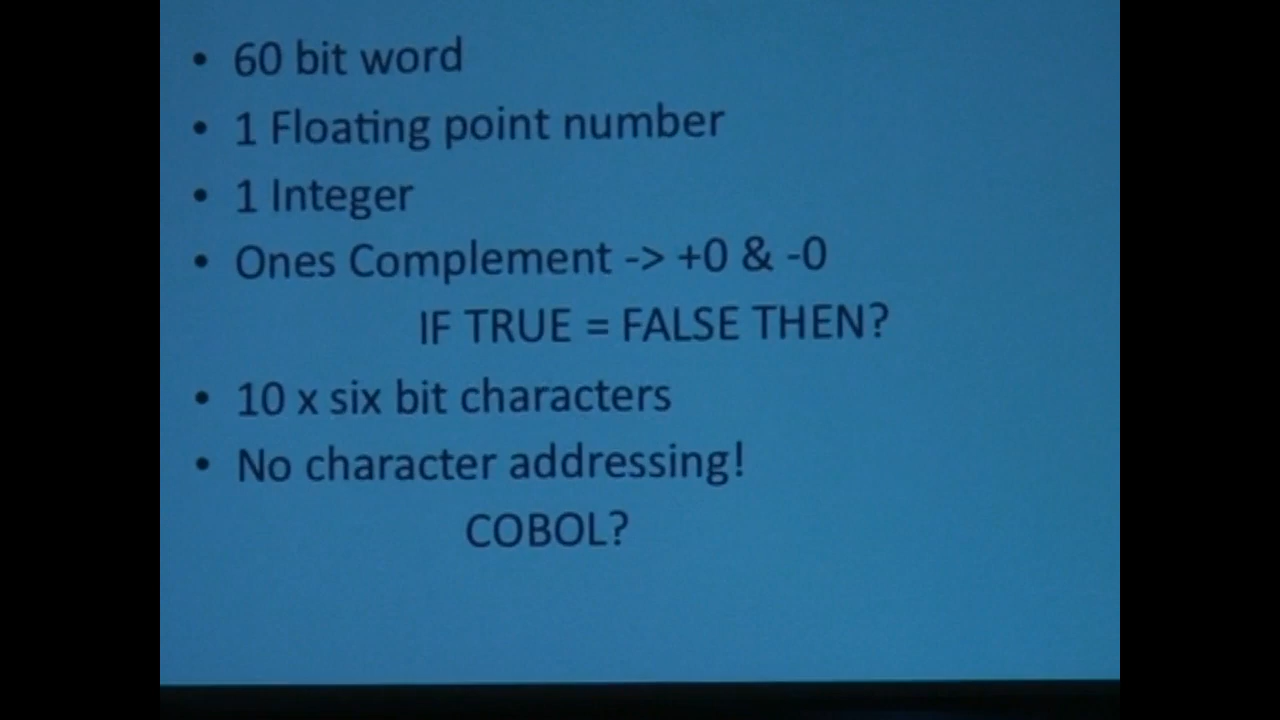 • 60 bit word
• 1 Floating point number
• 1 Integer
• Ones Complement -> +0 & -0
IF TRUE = FALSE THEN?
• 10 x six bit characters
• No character addressing!
COBOL?